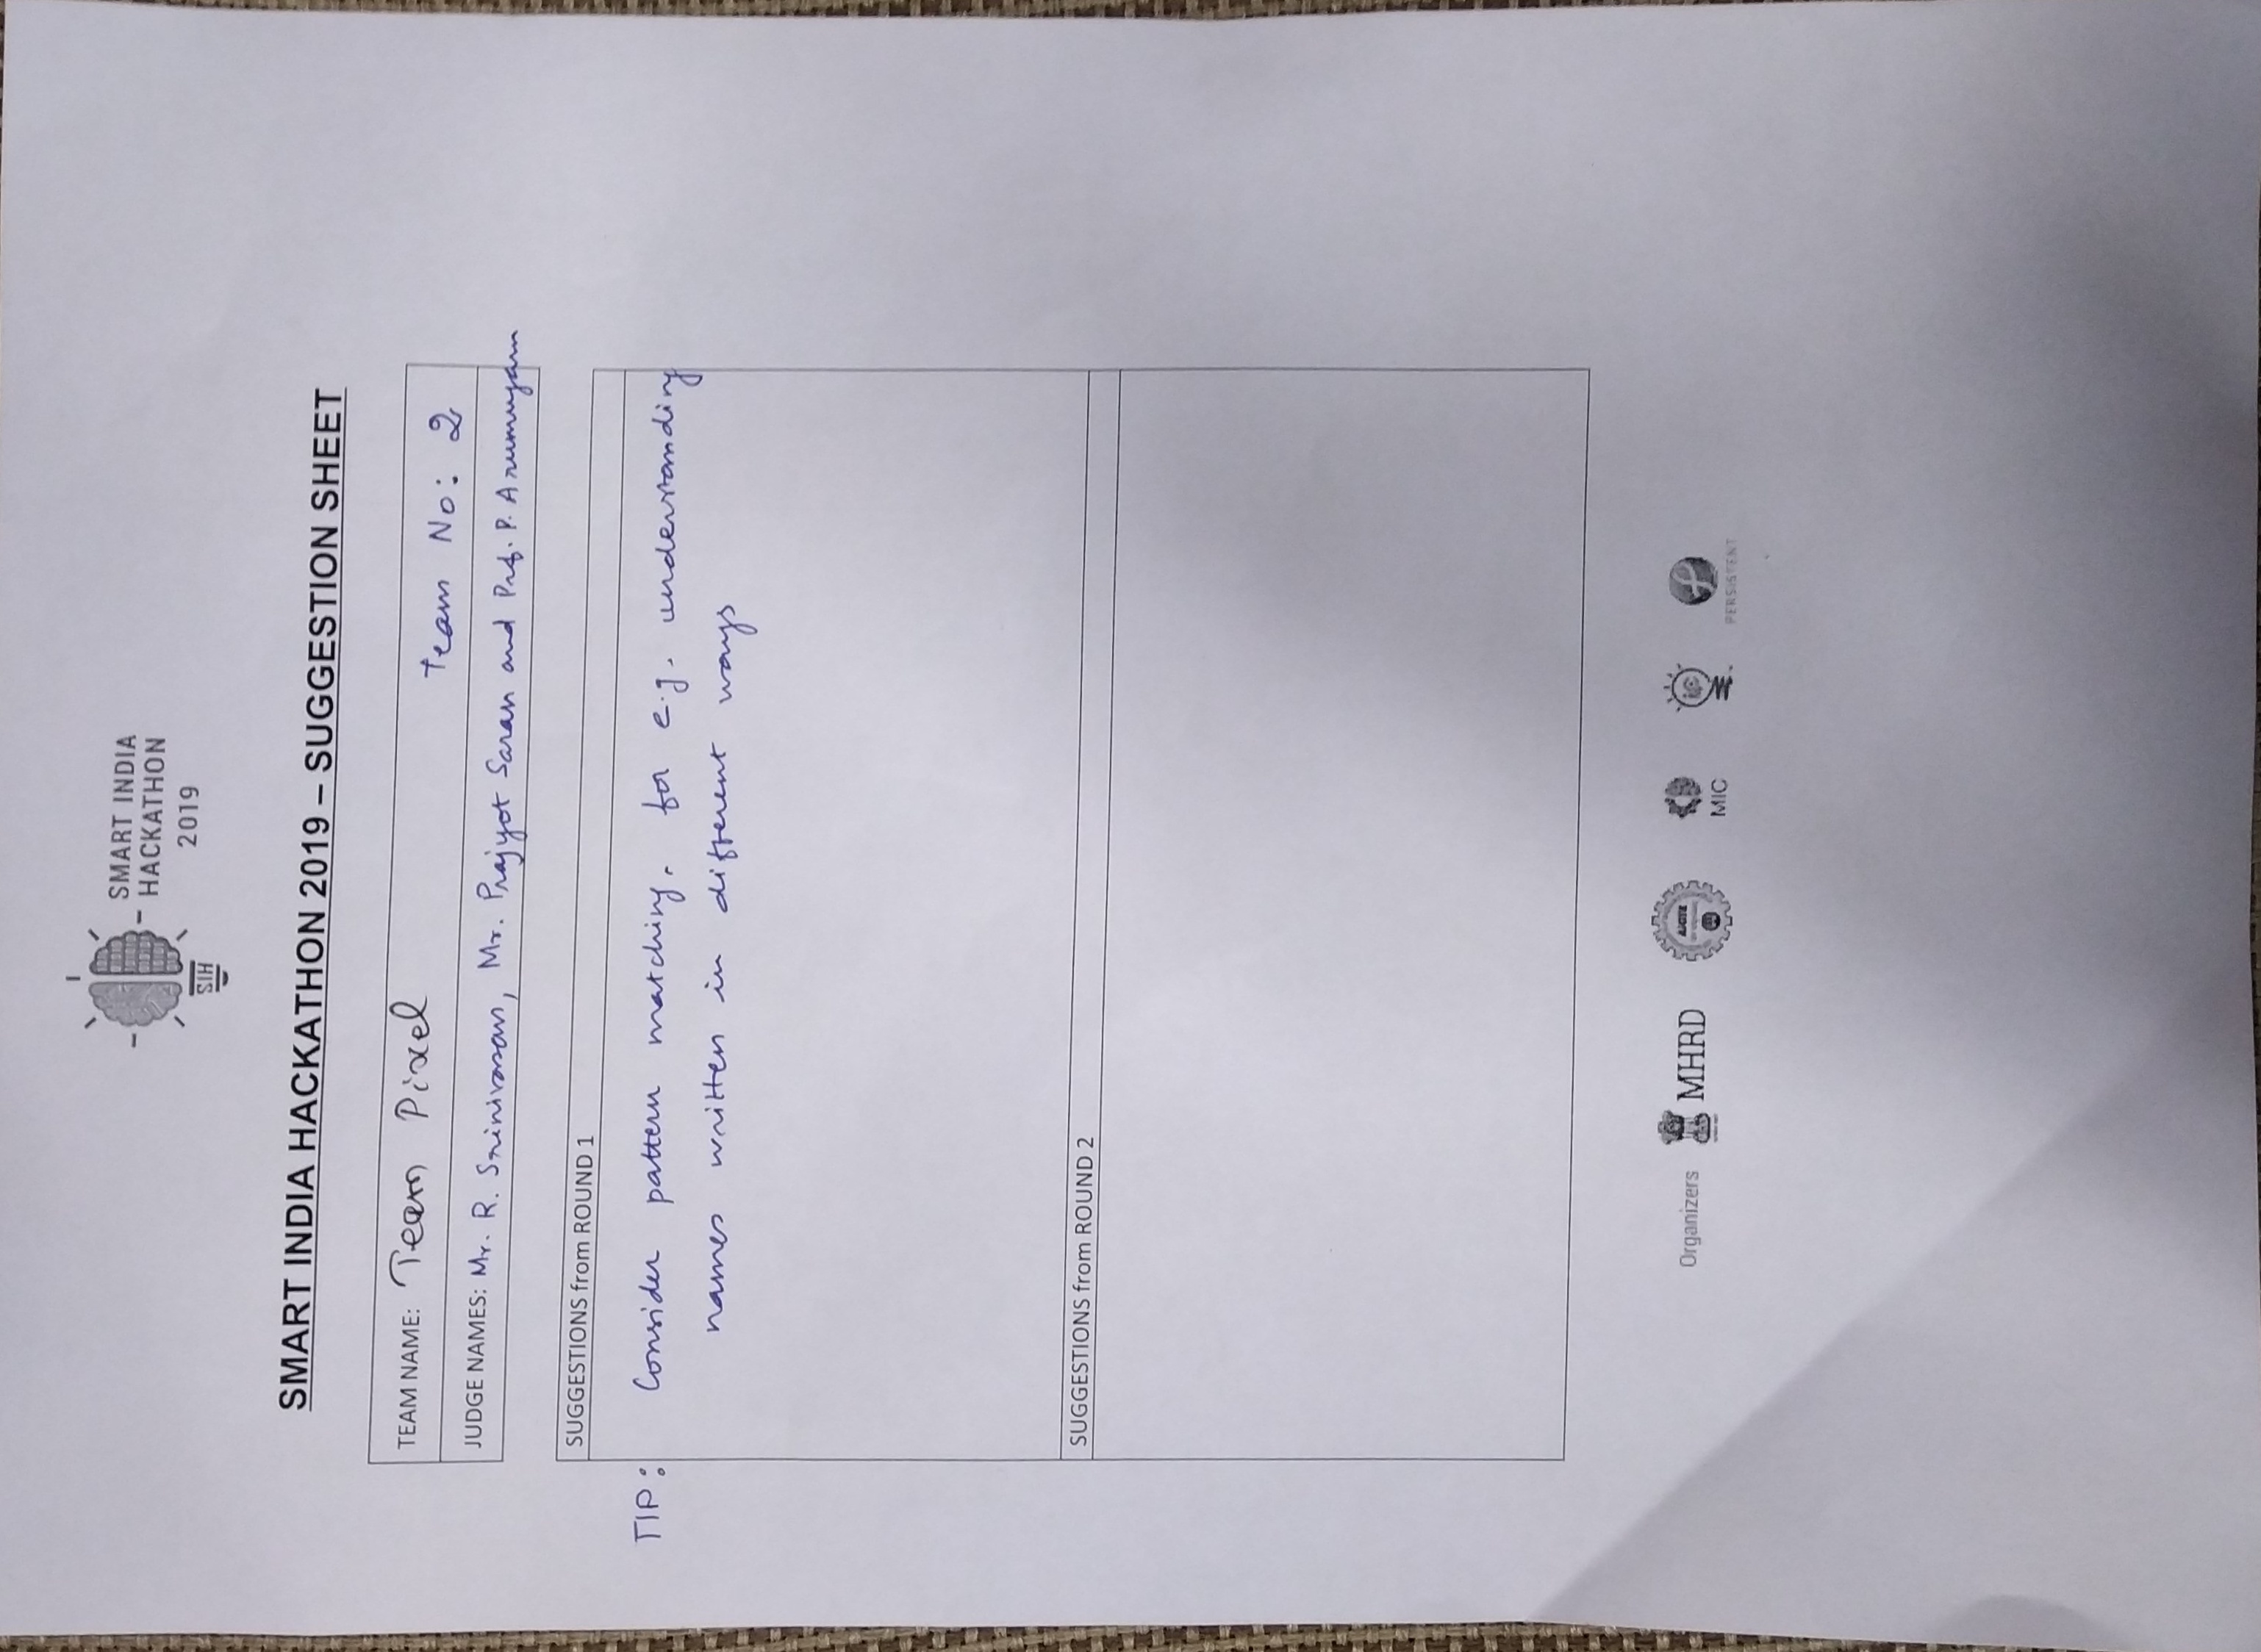 SMART INDIA
HACKATHON
2019
SIH
SMART INDIA HACKATHON 2019 – SUGGESTION SHEET
TEAM NAME: Team Pixel Team No: 2
JUDGE NAMES: Mr. R. Srinivasan, Mr. Prajyot Saran and Prof. P. Arumugam
SUGGESTIONS from ROUND 1
TIP: Consider pattern matching. for e.g. understanding
names written in different ways
SUGGESTIONS from ROUND 2
Organizers MHRD MIC PERSISTENT